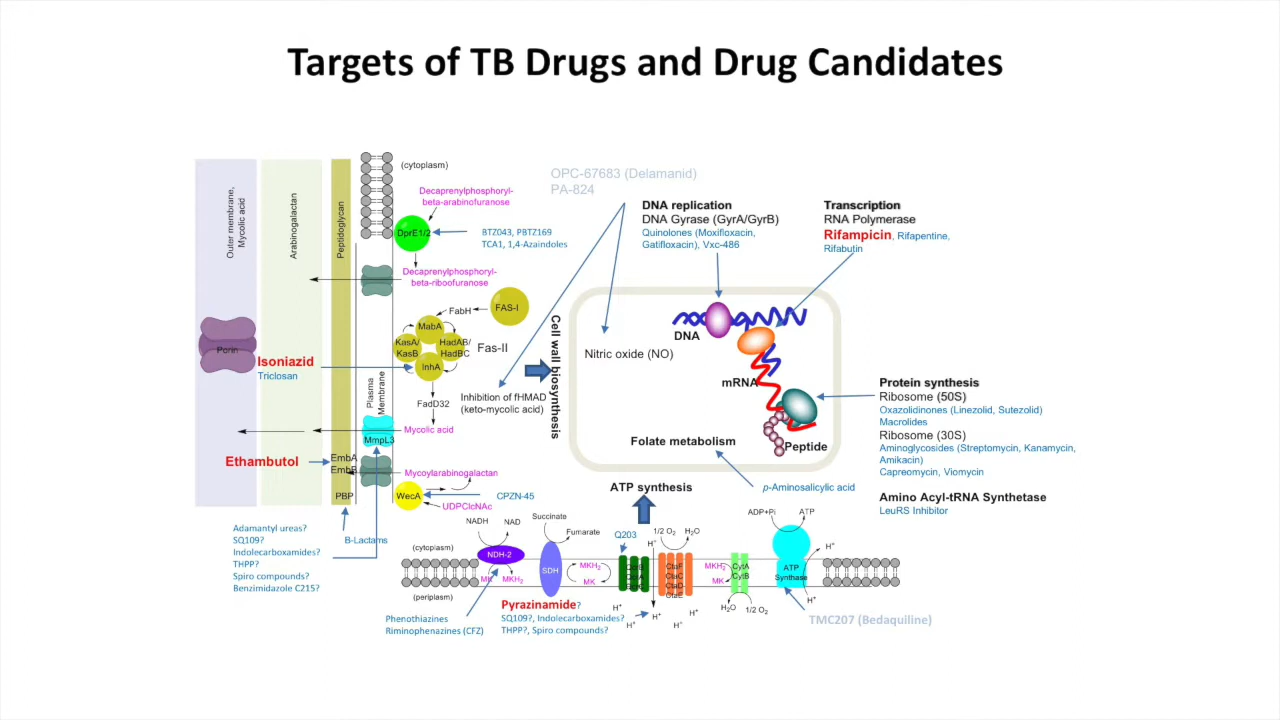 Targets of TB Drugs and Drug Candidates
Outer membrane,
Mycolic acid
Arabinogalactan
Peptidoglycan
(cytoplasm)
Decaprenylphosphoryl-
beta-arabinofuranose
DprE1/2
BTZ043, PBTZ169
TCA1, 1,4-Azaindoles
Decaprenylphosphoryl-
beta-riboofuranose
OPC-67683 (Delamanid)
PA-824
DNA replication
DNA Gyrase (GyrA/GyrB)
Quinolones (Moxifloxacin,
Gatifloxacin), Vxc-486
Transcription
RNA Polymerase
Rifampicin, Rifapentine,
Rifabutin
Porin
Isoniazid
Triclosan
FabH
FAS-I
MabA
KasA/
KasB
HadAB/
HadBC
InhA
Fas-II
FadD32
Inhibition of fHMAD
(keto-mycolic acid)
Cell wall biosynthesis
Nitric oxide (NO)
DNA
mRNA
Peptide
Folate metabolism
Protein synthesis
Ribosome (50S)
Oxazolidinones (Linezolid, Sutezolid)
Macrolides
Ribosome (30S)
Aminoglycosides (Streptomycin, Kanamycin,
Amikacin)
Capreomycin, Viomycin
Amino Acyl-tRNA Synthetase
LeuRS Inhibitor
p-Aminosalicylic acid
Plasma
Membrane
MmpL3
Mycolic acid
Ethambutol
EmbA
EmbB
Mycoylarabinogalactan
PBP
WecA
CPZN-45
UDPClcNAc
Adamantyl ureas?
SQ109?
Indolecarboxamides?
THPP?
Spiro compounds?
Benzimidazole C215?
B-Lactams
ATP synthesis
(cytoplasm)
(periplasm)
NADH
NAD
NDH-2
MK
MKH2
Succinate
Fumarate
SDH
MKH2
MK
Q203
QcrB
QcrA
QcrC
H+
1/2 O2
H2O
CtaF
CtaC
CtaD
CtaE
MKH2
MK
CytA
CytB
H2O
1/2 O2
ADP+Pi
ATP
ATP
Synthase
H+
H+
H+
H+
H+
H+
H+
Phenothiazines
Riminophenazines (CFZ)
Pyrazinamide?
SQ109?, Indolecarboxamides?
THPP?, Spiro compounds?
TMC207 (Bedaquiline)